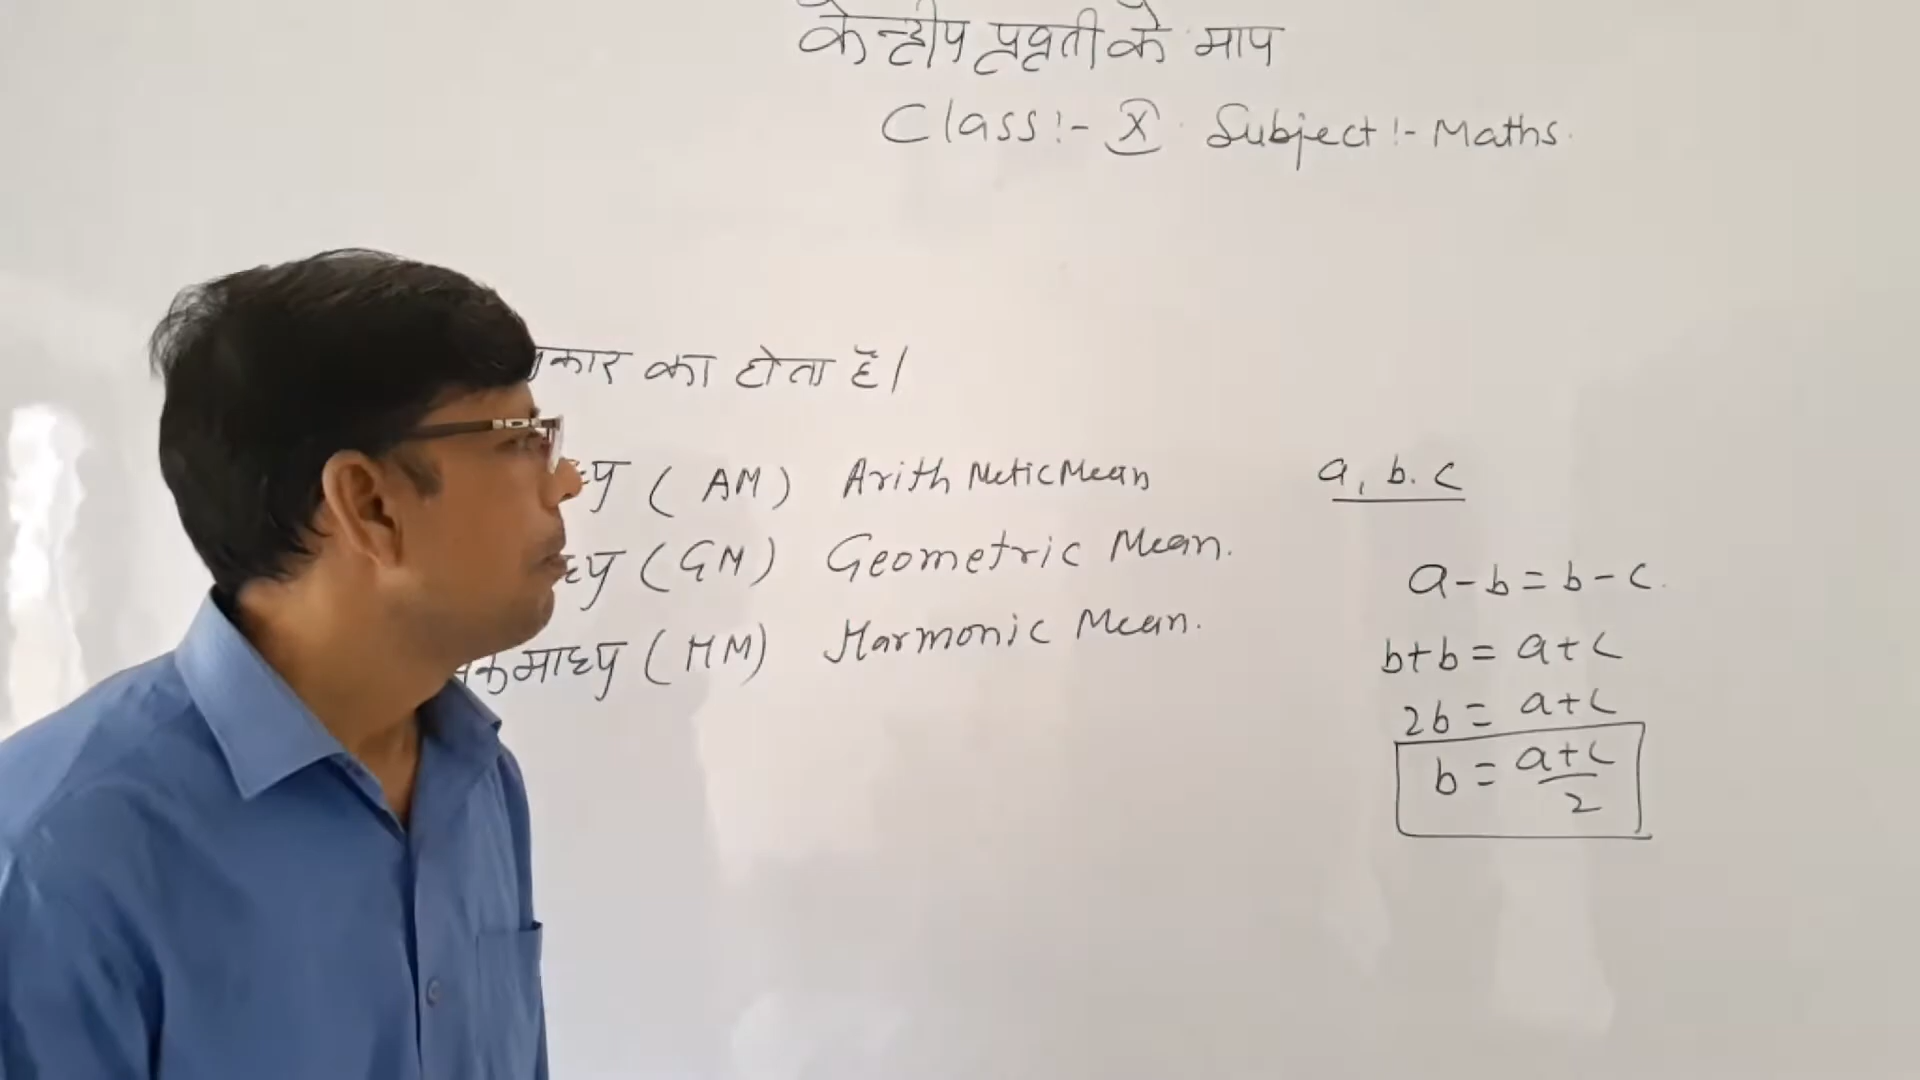 केन्द्रीय प्रवृती के माप
Class:- X Subject:- Maths.
का होता है।
(AM) Arithmetic Mean
(GM) Geometric Mean.
(HM) Harmonic Mean.
a, b. c
a-b=b-c.
b+b= a+c
2b= a+c
b= a+c/2